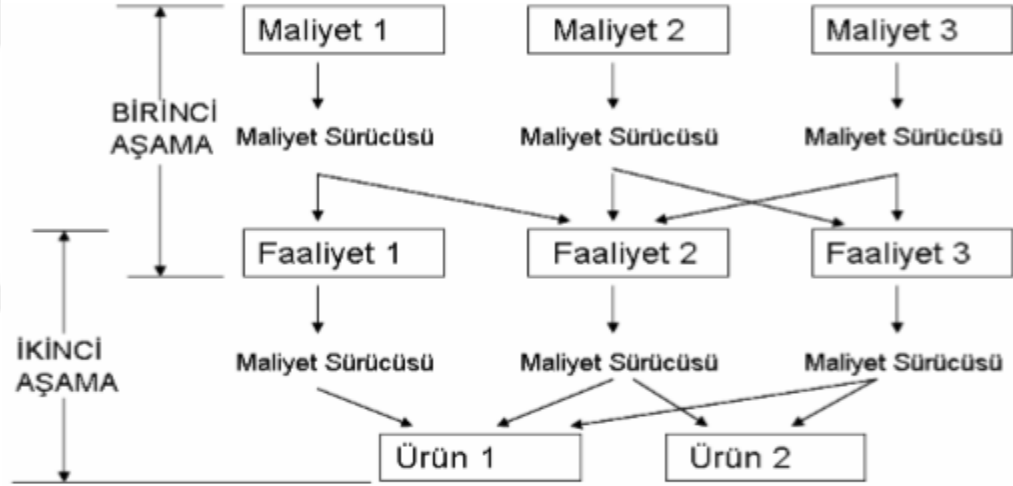 Maliyet 1
Maliyet 2
Maliyet 3
BİRİNCİ
AŞAMA
Maliyet Sürücüsü
Maliyet Sürücüsü
Maliyet Sürücüsü
Faaliyet 1
Faaliyet 2
Faaliyet 3
İKİNCİ
AŞAMA
Maliyet Sürücüsü
Maliyet Sürücüsü
Maliyet Sürücüsü
Ürün 1
Ürün 2